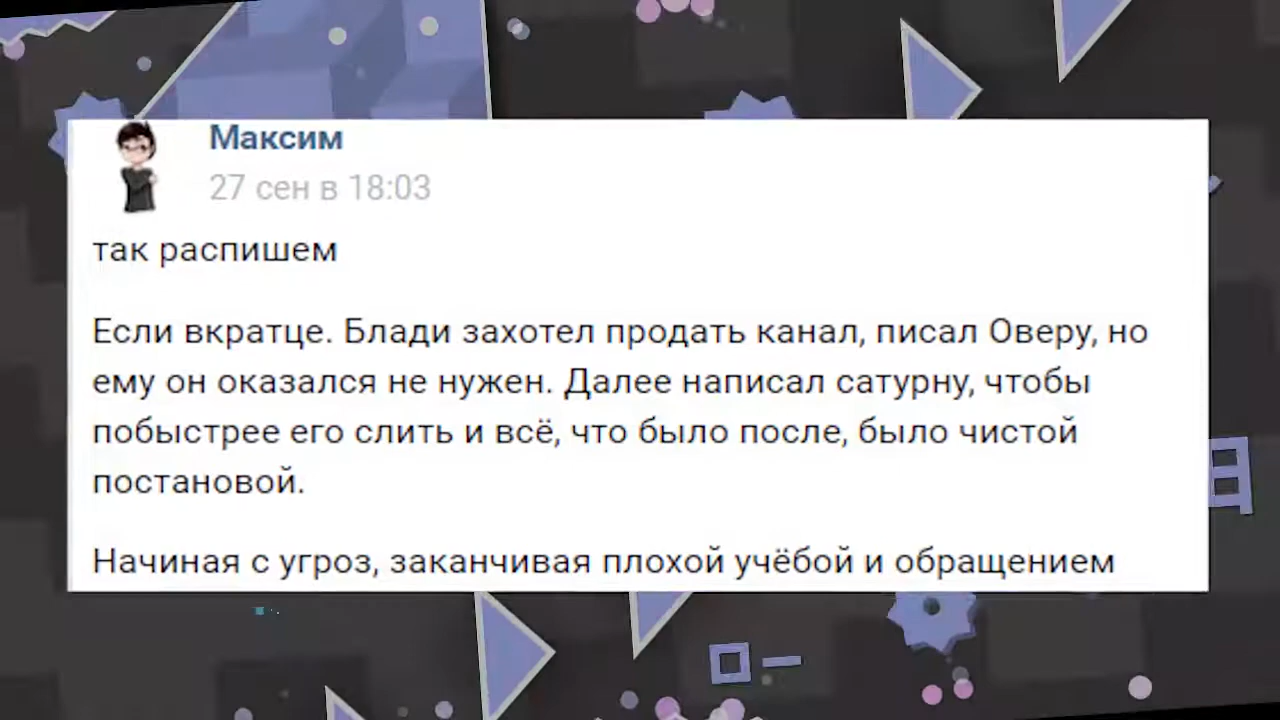 Максим
27 сен в 18:03
так распишем
Если вкратце. Блади захотел продать канал, писал Оверу, но
ему он оказался не нужен. Далее написал сатурну, чтобы
побыстрее его слить и всё, что было после, было чистой
постановой.
Начиная с угроз, заканчивая плохой учёбой и обращением